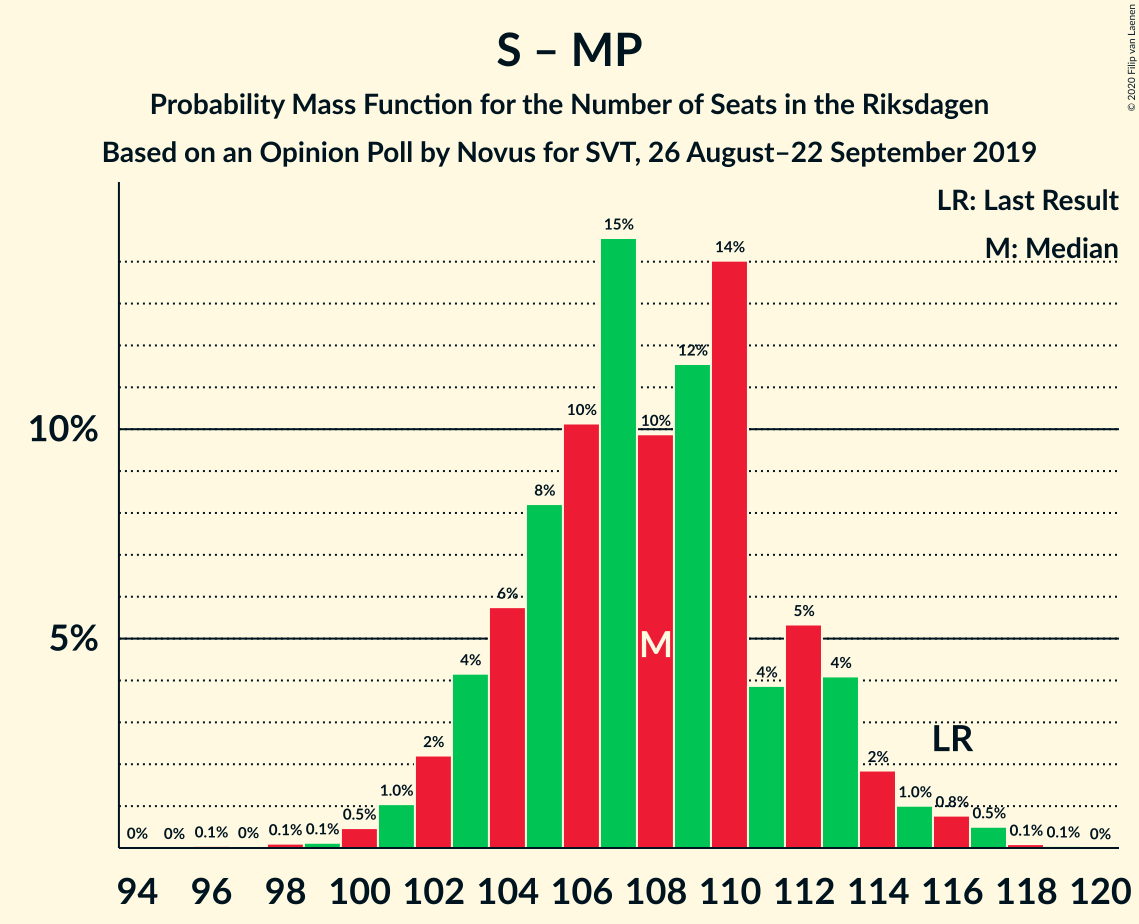 S – MP
Probability Mass Function for the Number of Seats in the Riksdagen
Based on an Opinion Poll by Novus for SVT, 26 August–22 September 2019
© 2020 Filip van Laenen
LR: Last Result
M: Median
10%
5%
0% 0% 0.1% 0% 0.1% 0.1% 0.5% 1.0% 2% 4% 6% 8% 10% 15% 10% 12% 14% 4% 5% 4% 2% 1.0% 0.8% 0.5% 0.1% 0.1% 0%
M
LR
94 96 98 100 102 104 106 108 110 112 114 116 118 120